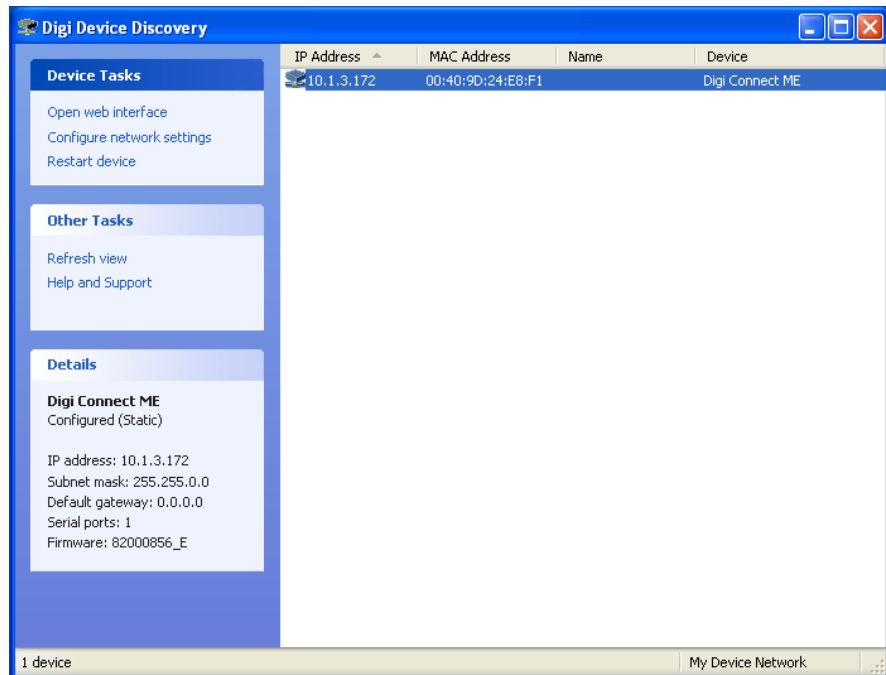 Digi Device Discovery
Device Tasks
Open web interface
Configure network settings
Restart device
Other Tasks
Refresh view
Help and Support
Details
Digi Connect ME
Configured (Static)
IP address: 10.1.3.172
Subnet mask: 255.255.0.0
Default gateway: 0.0.0.0
Serial ports: 1
Firmware: 82000856_E
IP Address MAC Address Name Device
10.1.3.172 00:40:9D:24:E8:F1 Digi Connect ME
1 device My Device Network